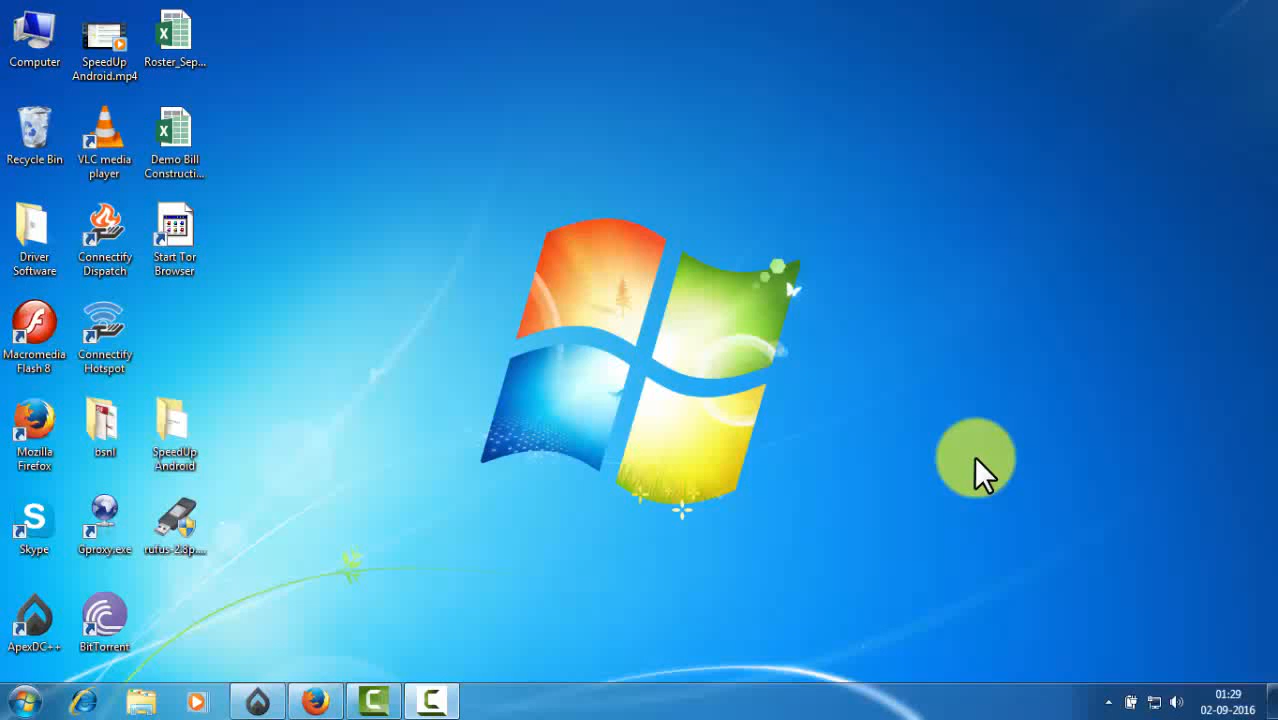 Computer
SpeedUp
Android.mp4
Roster_Sep...
Recycle Bin
VLC media
player
Demo Bill
Constructi...
Driver
Software
Connectify
Dispatch
Start Tor
Browser
Macromedia
Flash 8
Connectify
Hotspot
Mozilla
Firefox
bsnl
SpeedUp
Android
Skype
Gproxy.exe
rufus-2.8p....
ApexDC++
BitTorrent
01:29
02-09-2016